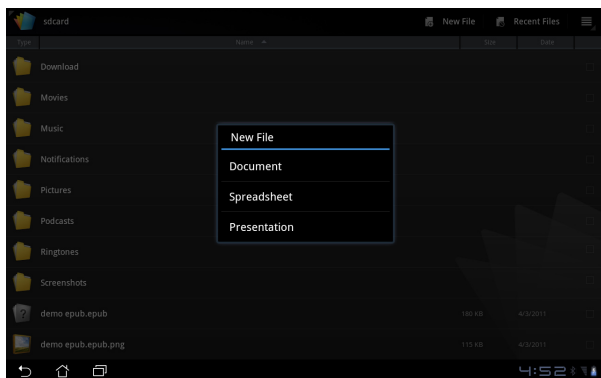 sdcard New File Recent Files
Type Name Size Date
Download
Movies
Music
Notifications
Pictures
Podcasts
Ringtones
Screenshots
demo epub.epub 180 KB 4/3/2011
demo epub.epub.png 115 KB 4/3/2011
New File
Document
Spreadsheet
Presentation
4:52